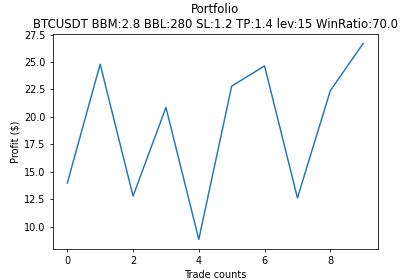 Portfolio
BTCUSDT BBM:2.8 BBL:280 SL:1.2 TP:1.4 lev:15 WinRatio:70.0
27.5
25.0
22.5
20.0
17.5
15.0
12.5
10.0
Profit ($)
0 2 4 6 8
Trade counts